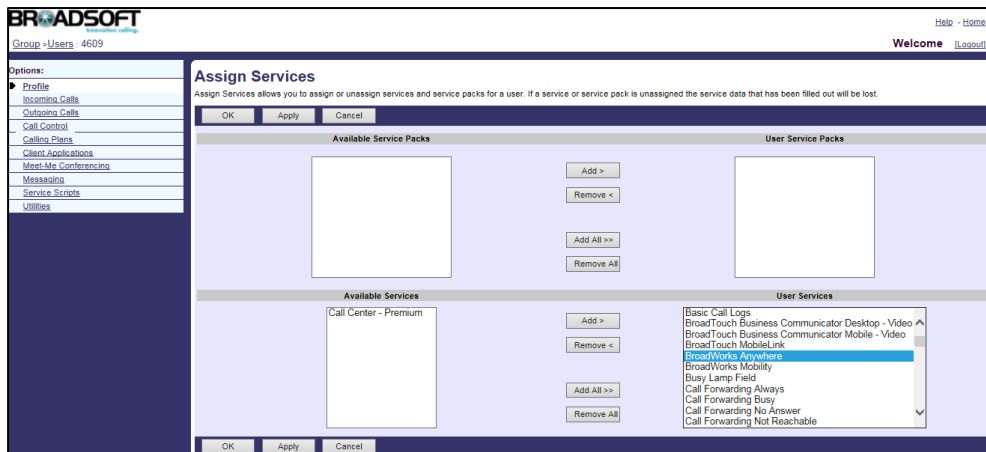 BROADSOFT
Innovation calling.
Help - Home
Group >Users : 4609
Welcome [Logout]
Options:
Profile
Incoming Calls
Outgoing Calls
Call Control
Calling Plans
Client Applications
Meet-Me Conferencing
Messaging
Service Scripts
Utilities
Assign Services
Assign Services allows you to assign or unassign services and service packs for a user. If a service or service pack is unassigned the service data that has been filled out will be lost.
OK Apply Cancel
Available Service Packs User Service Packs
Add >
Remove <
Add All >>
Remove All
Available Services User Services
Call Center - Premium
Add >
Remove <
Add All >>
Remove All
Basic Call Logs
BroadTouch Business Communicator Desktop - Video
BroadTouch Business Communicator Mobile - Video
BroadTouch MobileLink
BroadWorks Anywhere
BroadWorks Mobility
Busy Lamp Field
Call Forwarding Always
Call Forwarding Busy
Call Forwarding No Answer
Call Forwarding Not Reachable
OK Apply Cancel